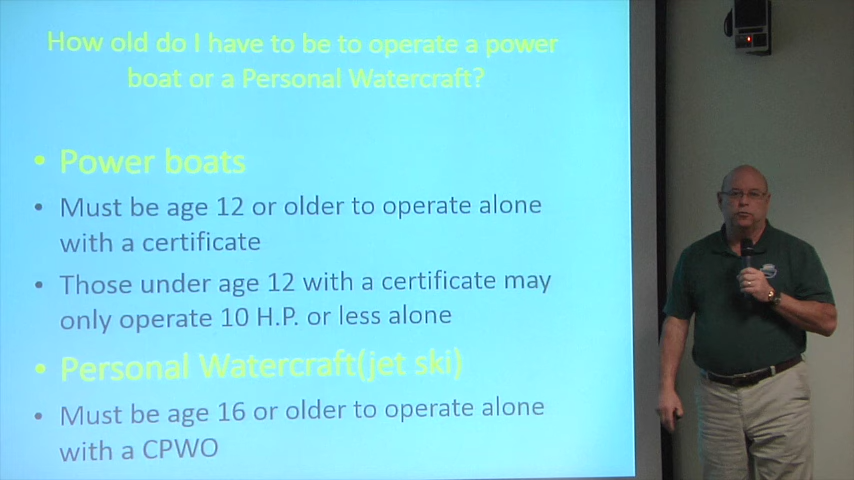 How old do I have to be to operate a power
boat or a Personal Watercraft?
• Power boats
• Must be age 12 or older to operate alone
with a certificate
• Those under age 12 with a certificate may
only operate 10 H.P. or less alone
• Personal Watercraft(jet ski)
• Must be age 16 or older to operate alone
with a CPWO